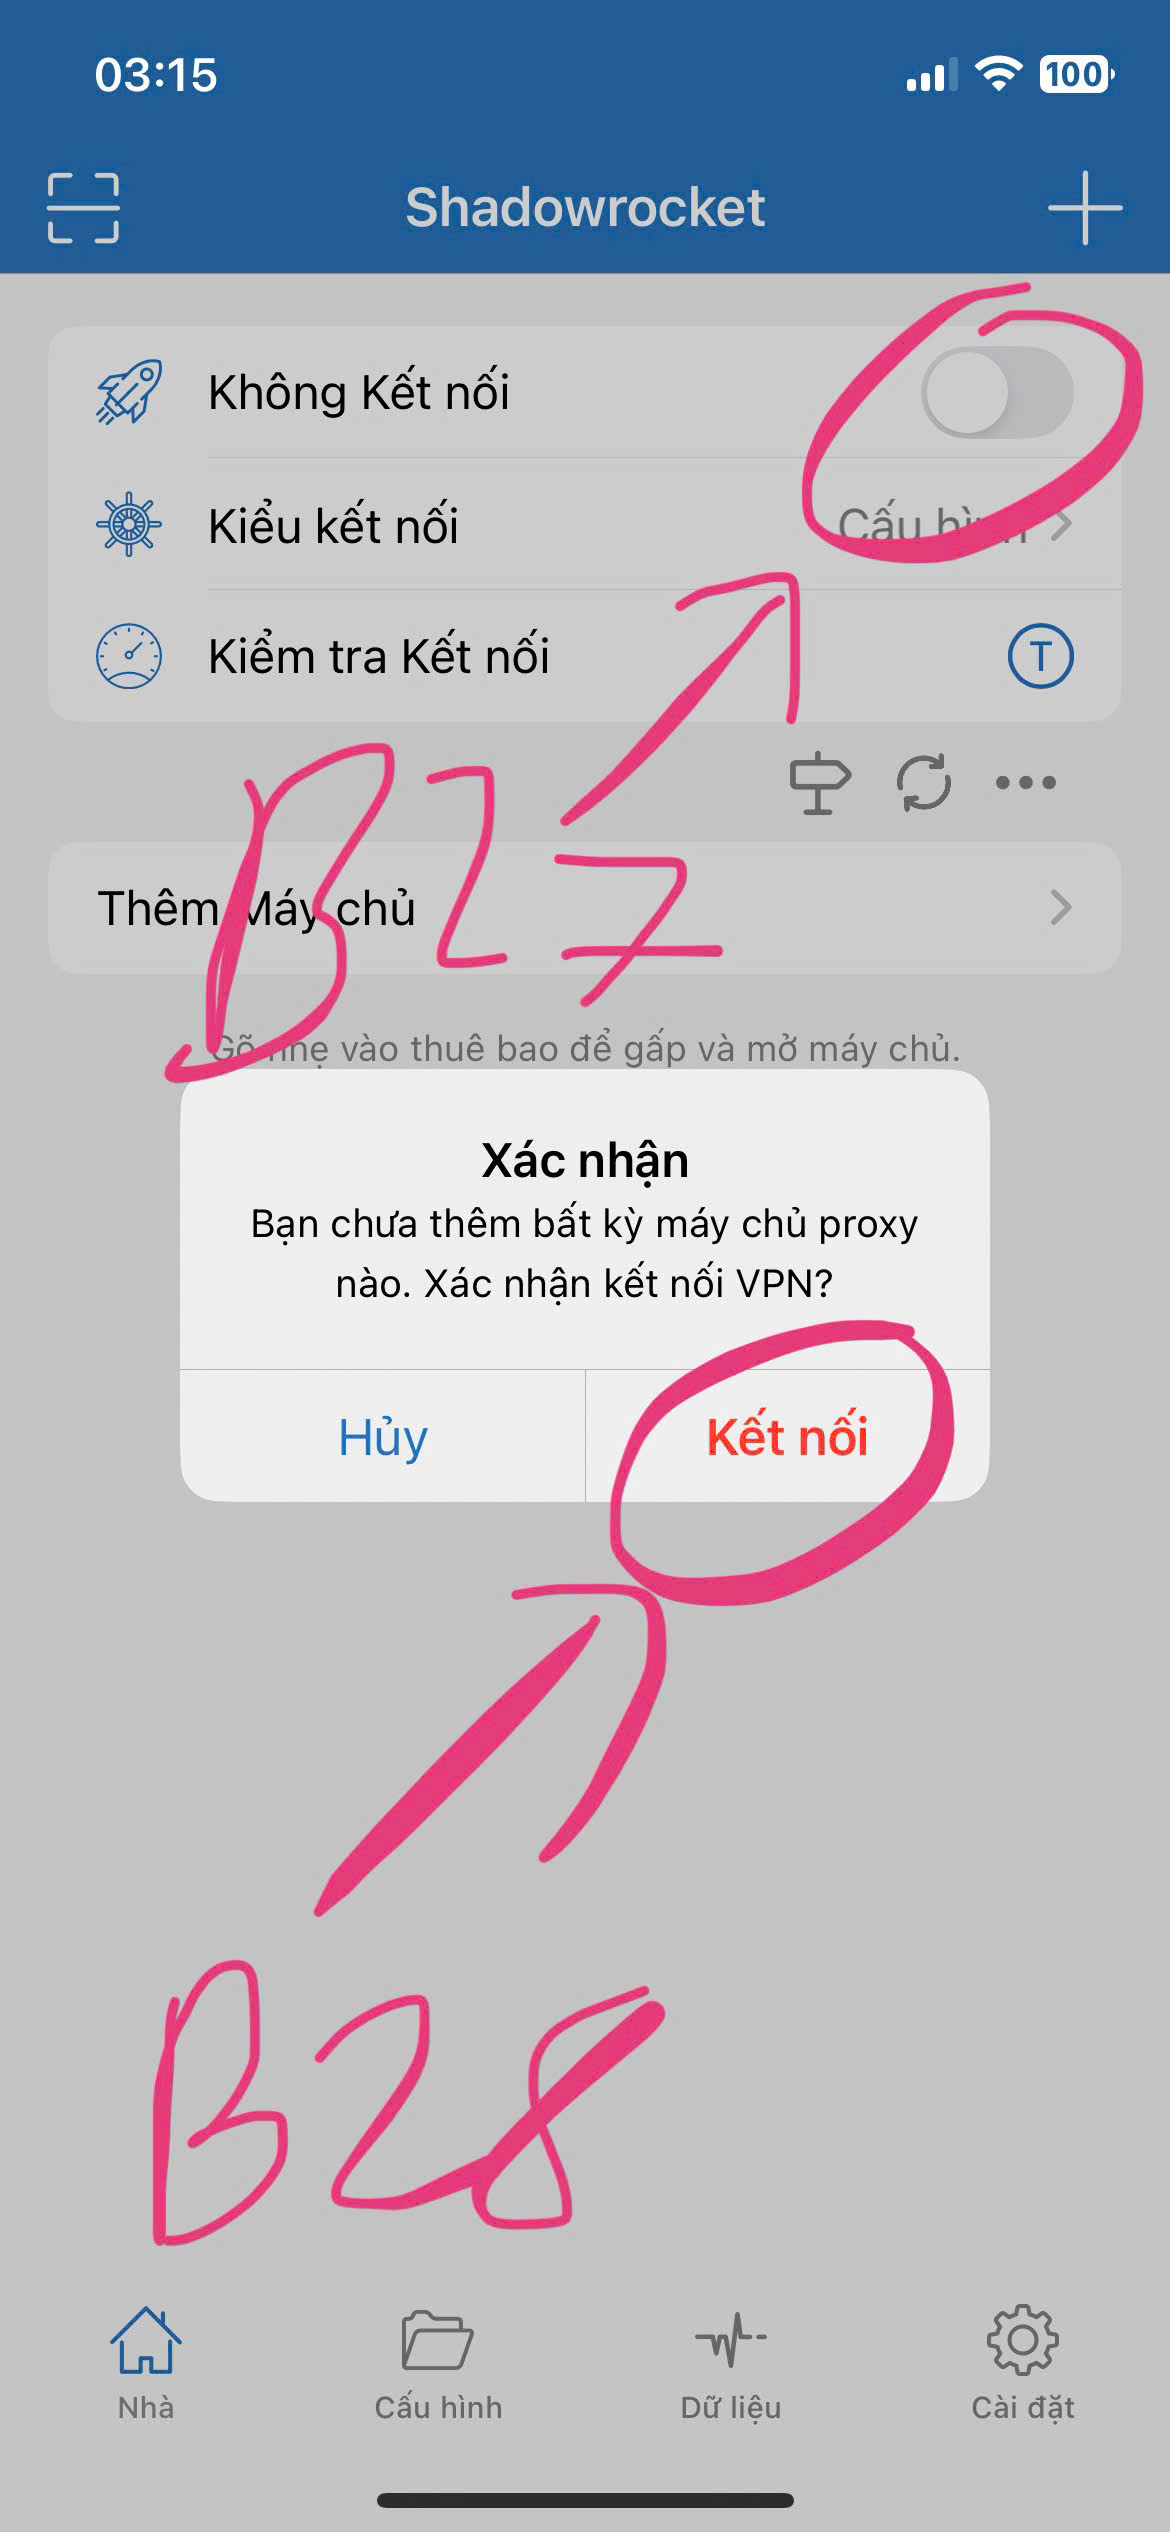 03:15
100
Shadowrocket
Không Kết nối
Kiểu kết nối
Cấu hình
Kiểm tra Kết nối
T
B27
Thêm Máy chủ
Gõ nhẹ vào thuê bao để gấp và mở máy chủ.
Xác nhận
Bạn chưa thêm bất kỳ máy chủ proxy
nào. Xác nhận kết nối VPN?
Hủy
Kết nối
B28
Nhà
Cấu hình
Dữ liệu
Cài đặt